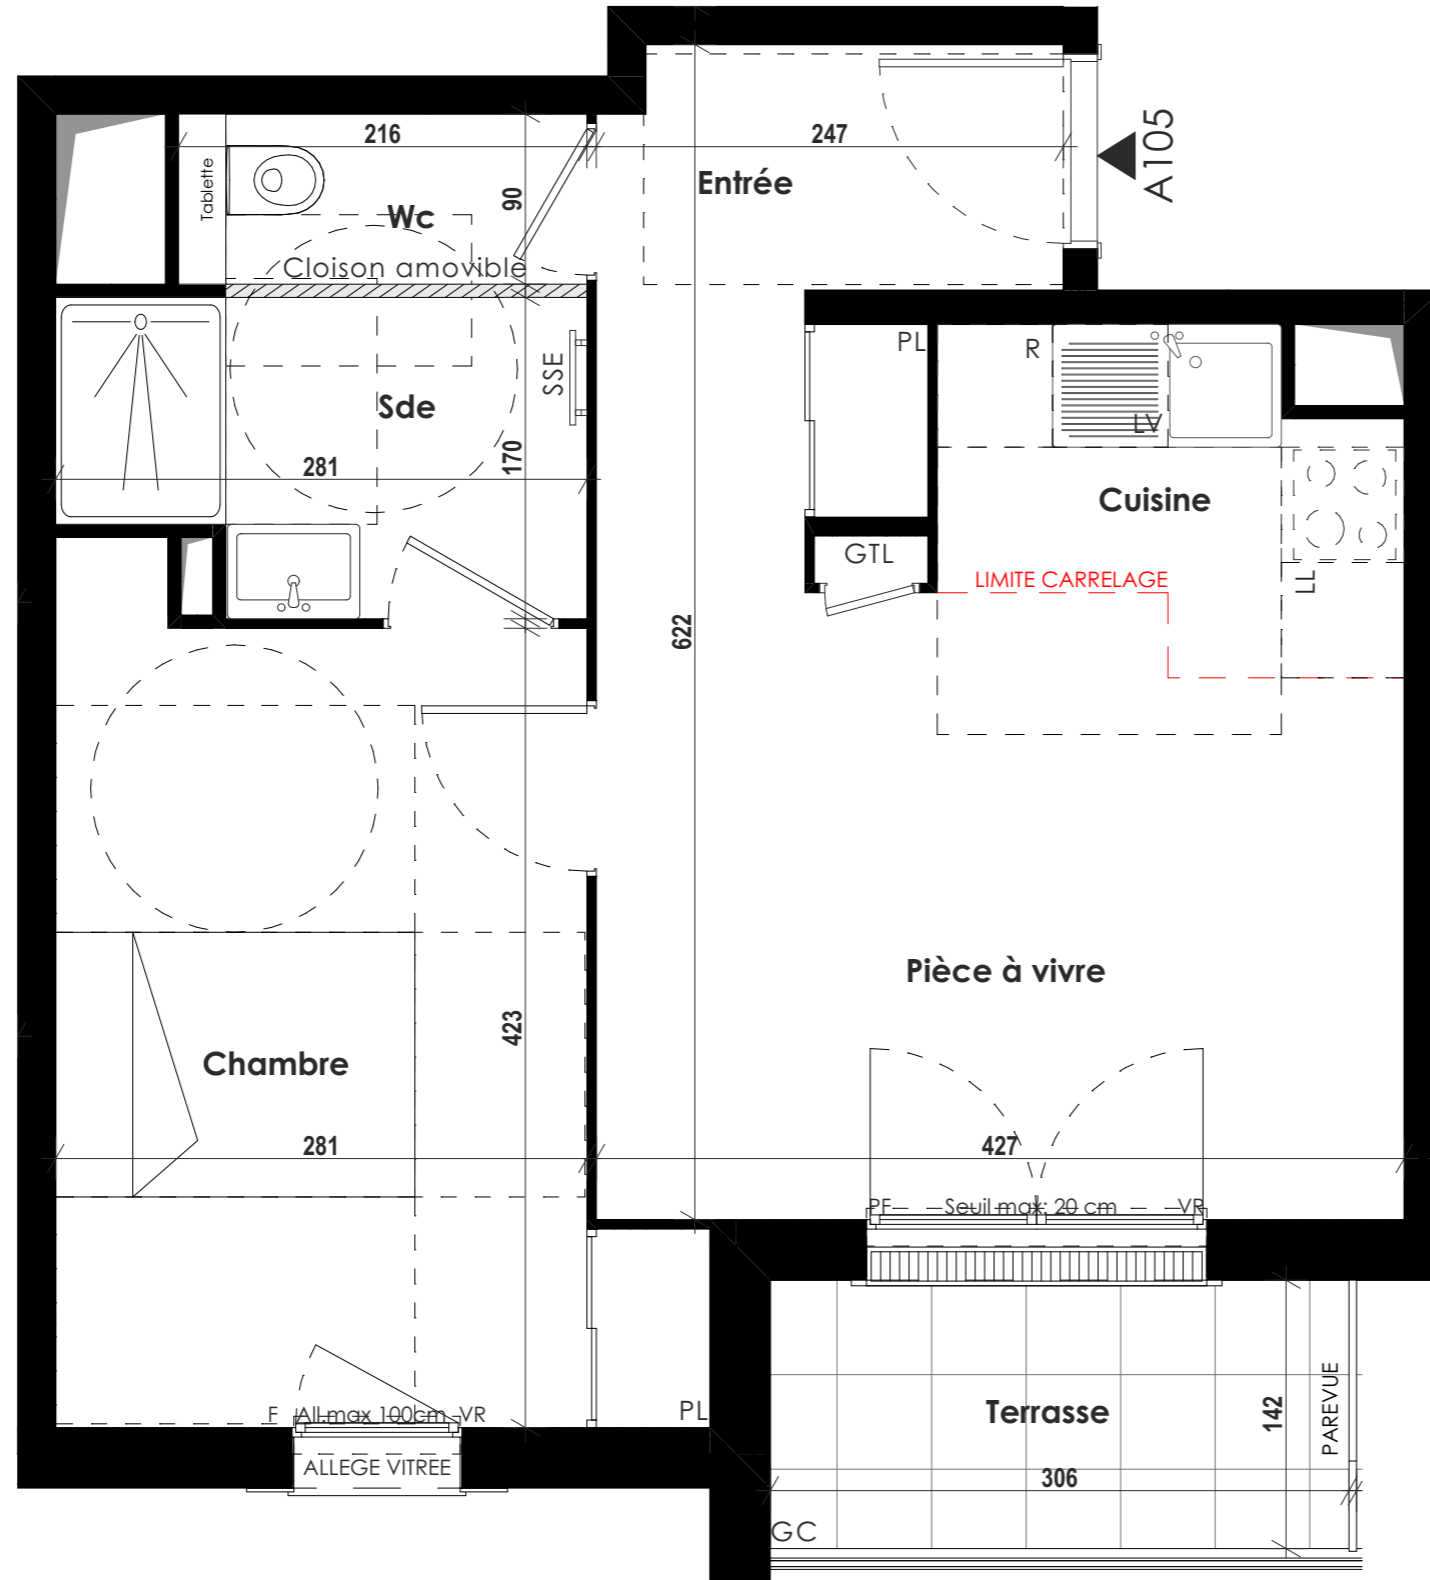 216
247
A105
Tablette
Entrée
90
Wc
Cloison amovible
PL
R
SSE
LV
Sde
281
170
Cuisine
GTL
LIMITE CARRELAGE
LL
622
Pièce à vivre
423
Chambre
281
427
PF Seuil max: 20 cm VR
PL
F All.max 100cm VR
ALLEGE VITREE
Terrasse
142
PAREVUE
306
GC